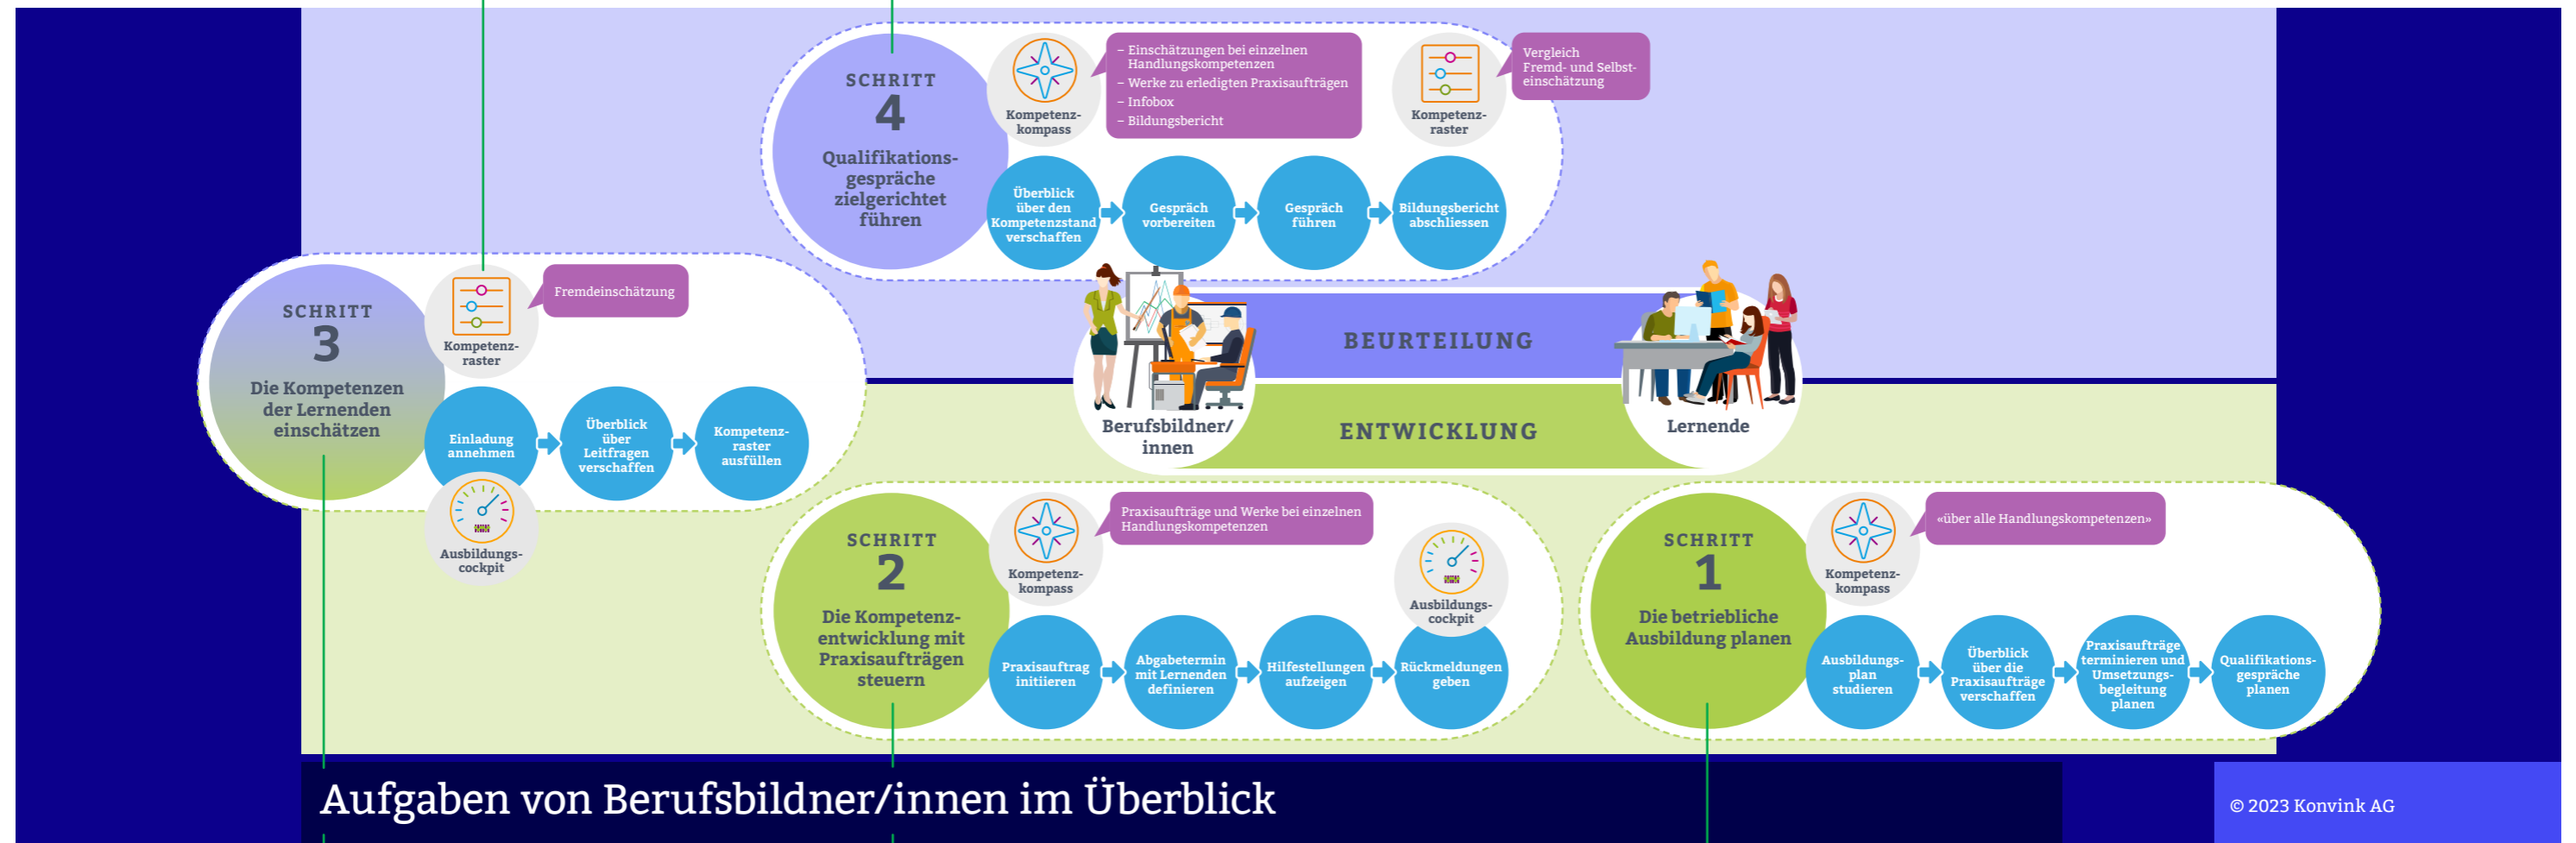 SCHRITT
4
Qualifikations-
gespräche
zielgerichtet
führen
Kompetenz-
kompass
– Einschätzungen bei einzelnen
Handlungskompetenzen
– Werke zu erledigten Praxisaufträgen
– Infobox
– Bildungsbericht
Kompetenz-
raster
Vergleich
Fremd- und Selbst-
einschätzung
Überblick
über den
Kompetenzstand
verschaffen
Gespräch
vorbereiten
Gespräch
führen
Bildungsbericht
abschliessen
SCHRITT
3
Die Kompetenzen
der Lernenden
einschätzen
Kompetenz-
raster
Fremdeinschätzung
Einladung
annehmen
Überblick
über
Leitfragen
verschaffen
Kompetenz-
raster
ausfüllen
Ausbildungs-
cockpit
BEURTEILUNG
ENTWICKLUNG
Berufsbildner/
innen
Lernende
SCHRITT
2
Die Kompetenz-
entwicklung mit
Praxisaufträgen
steuern
Kompetenz-
kompass
Praxisaufträge und Werke bei einzelnen
Handlungskompetenzen
Ausbildungs-
cockpit
Praxisauftrag
initiieren
Abgabetermin
mit Lernenden
definieren
Hilfestellungen
aufzeigen
Rückmeldungen
geben
SCHRITT
1
Die betriebliche
Ausbildung planen
Kompetenz-
kompass
«über alle Handlungskompetenzen»
Ausbildungs-
plan
studieren
Überblick
über die
Praxisaufträge
verschaffen
Praxisaufträge
terminieren und
Umsetzungs-
begleitung
planen
Qualifikations-
gespräche
planen
Aufgaben von Berufsbildner/innen im Überblick
© 2023 Konvink AG